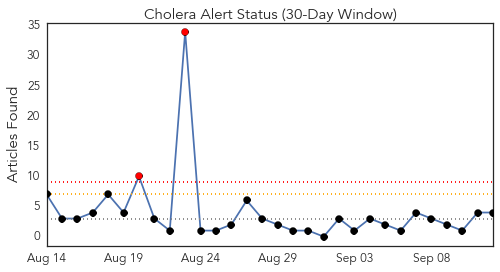 Cholera Alert Status (30-Day Window)
Articles Found
35
30
25
20
15
10
5
0
Aug 14 Aug 19 Aug 24 Aug 29 Sep 03 Sep 08